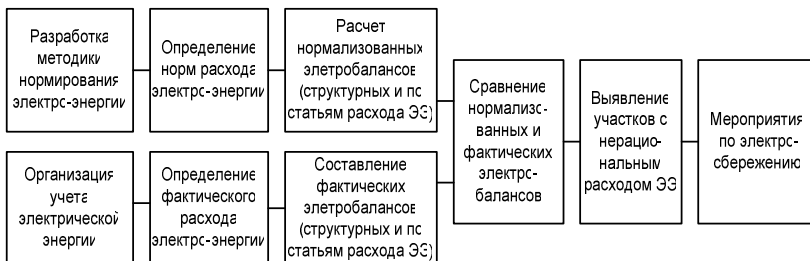 Разработка
методики
нормирования
электро-энергии
Определение
норм расхода
электро-энергии
Расчет
нормализованных
элетробалансов
(структурных и по
статьям расхода ЭЭ)
Организация
учета
электрической
энергии
Определение
фактического
расхода
электро-энергии
Составление
фактических
элетробалансов
(структурных и по
статьям расхода ЭЭ)
Сравнение
нормализо-
ванных и
фактических
электро-
балансов
Выявление
участков с
нерацио-
нальным
расходом ЭЭ
Мероприятия
по электро-
сбережению